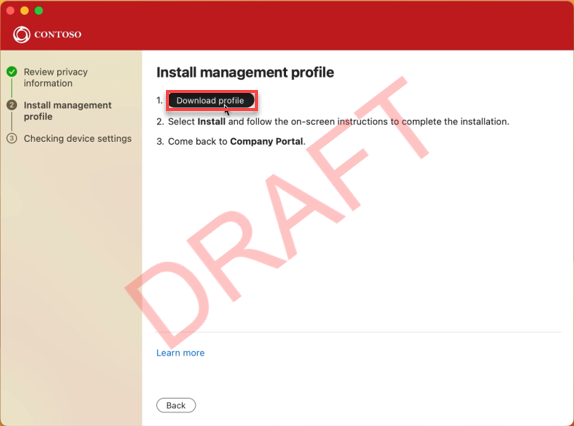 CONTOSO
Review privacy
information
2 Install management
profile
3 Checking device settings
Install management profile
1. Download profile
2. Select Install and follow the on-screen instructions to complete the installation.
3. Come back to Company Portal.
DRAFT
Learn more
Back